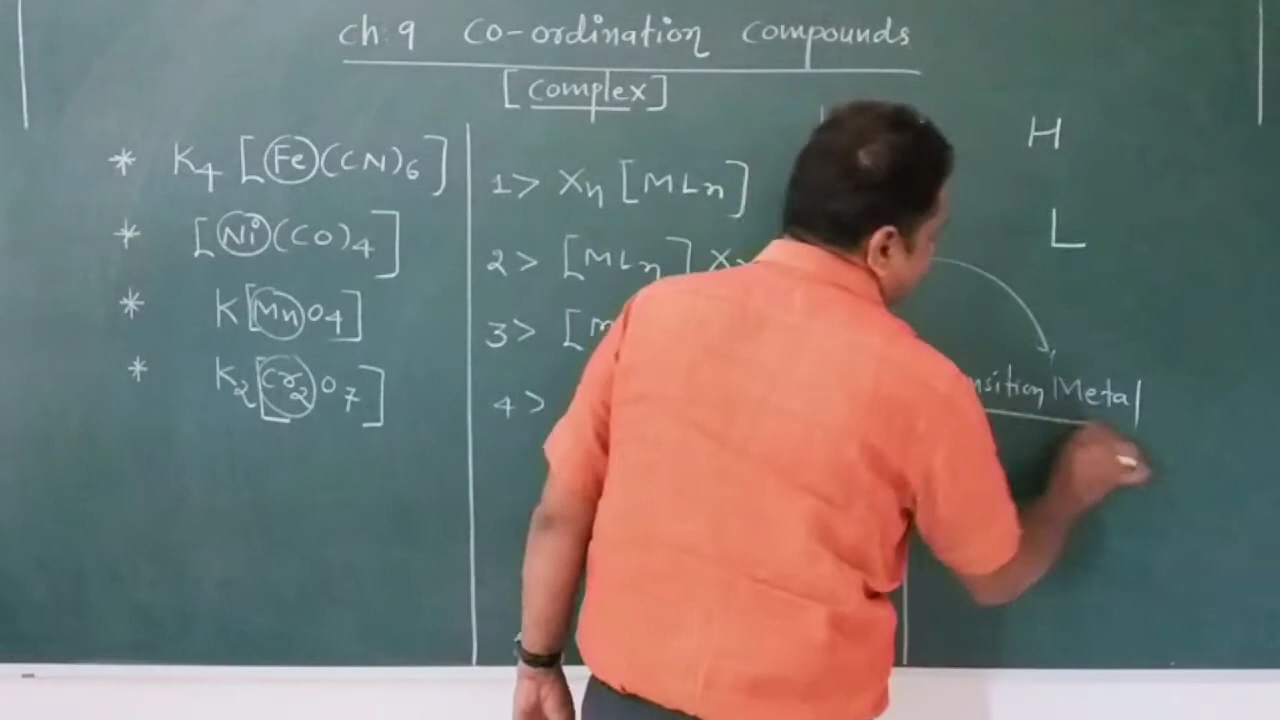 Ch: 9 Co-ordination Compounds
[Complex]
* K4 [Fe(CN)6]
* [Ni(CO)4]
* K[MnO4]
* K2[Cr2O7]
1> Xn [MLn]
2> [MLn]
3> [
4>
H
L
Metal